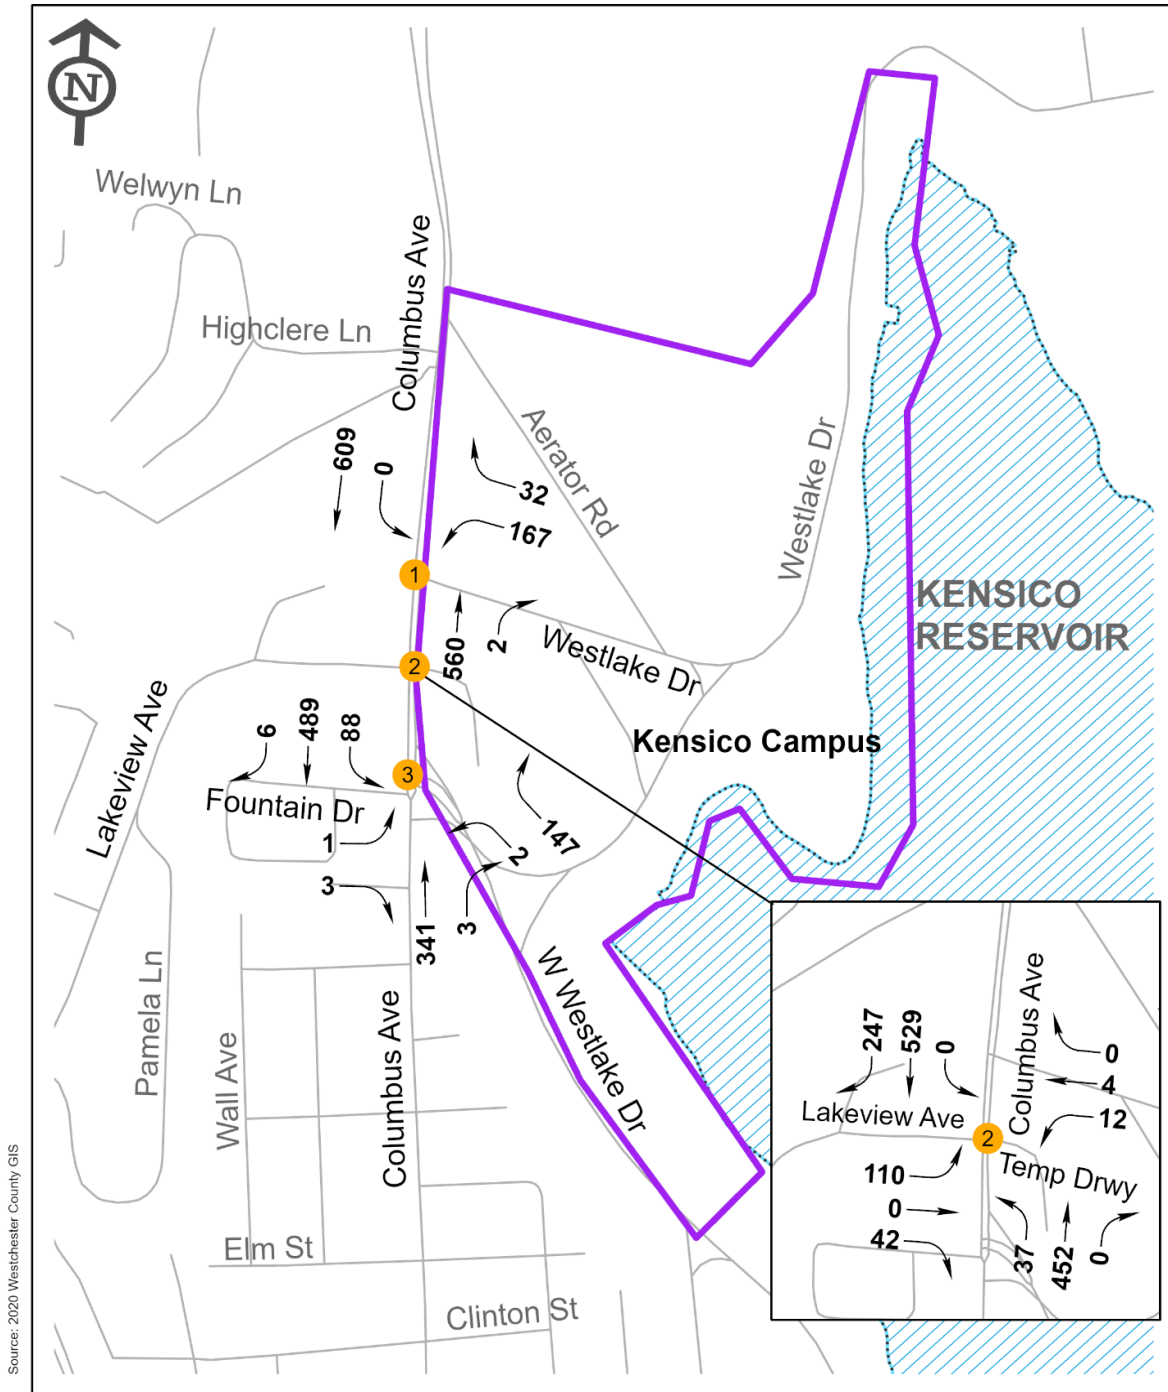 N
Welwyn Ln
Highclere Ln
Columbus Ave
Aerator Rd
Westlake Dr
609
0
32
167
1
560
2
Westlake Dr
KENSICO
RESERVOIR
2
Lakeview Ave
6
489
88
3
Fountain Dr
Kensico Campus
1
147
2
3
341
3
Pamela Ln
Wall Ave
Columbus Ave
W Westlake Dr
Elm St
Clinton St
247
529
0
Columbus Ave
0
4
12
Lakeview Ave
2
Temp Drwy
110
0
42
37
452
0
Source: 2020 Westchester County GIS